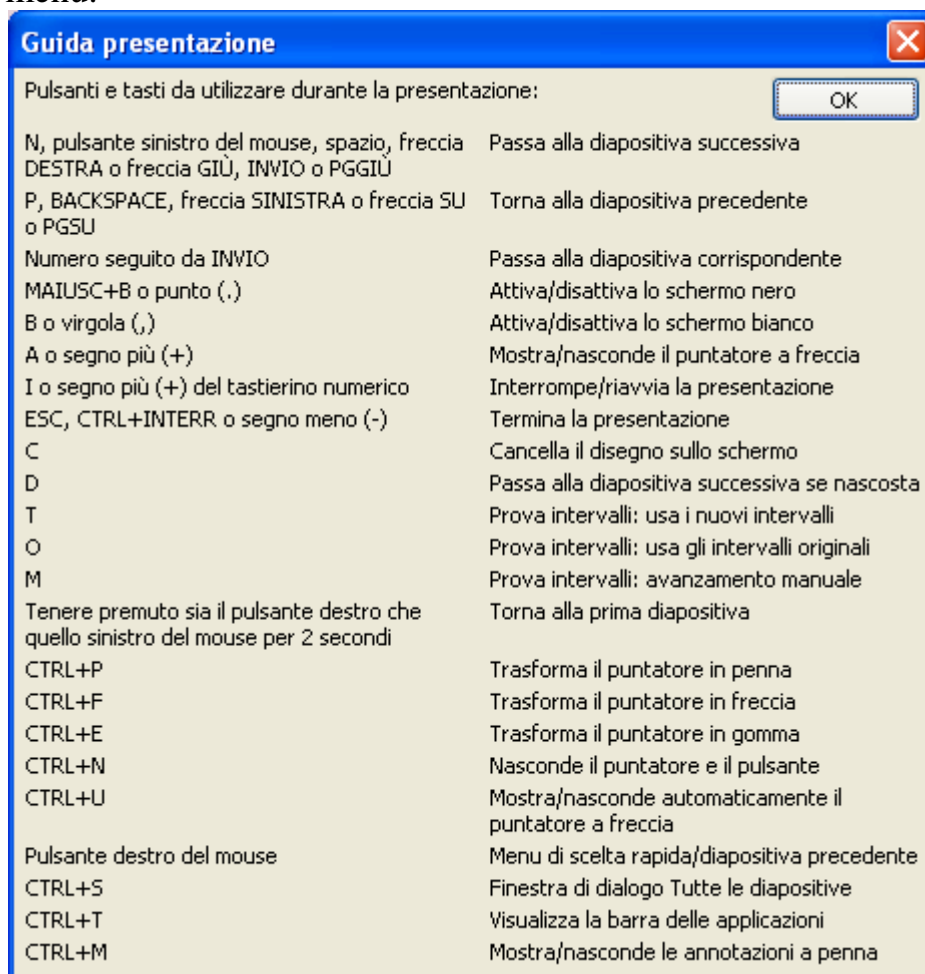 Guida presentazione
Pulsanti e tasti da utilizzare durante la presentazione:
OK
N, pulsante sinistro del mouse, spazio, freccia DESTRA o freccia GIÙ, INVIO o PGGIÙ
Passa alla diapositiva successiva
P, BACKSPACE, freccia SINISTRA o freccia SU o PGSU
Torna alla diapositiva precedente
Numero seguito da INVIO
Passa alla diapositiva corrispondente
MAIUSC+B o punto (.)
Attiva/disattiva lo schermo nero
B o virgola (,)
Attiva/disattiva lo schermo bianco
A o segno più (+)
Mostra/nasconde il puntatore a freccia
I o segno più (+) del tastierino numerico
Interrompe/riavvia la presentazione
ESC, CTRL+INTERR o segno meno (-)
Termina la presentazione
C
Cancella il disegno sullo schermo
D
Passa alla diapositiva successiva se nascosta
T
Prova intervalli: usa i nuovi intervalli
O
Prova intervalli: usa gli intervalli originali
M
Prova intervalli: avanzamento manuale
Tenere premuto sia il pulsante destro che quello sinistro del mouse per 2 secondi
Torna alla prima diapositiva
CTRL+P
Trasforma il puntatore in penna
CTRL+F
Trasforma il puntatore in freccia
CTRL+E
Trasforma il puntatore in gomma
CTRL+N
Nasconde il puntatore e il pulsante
CTRL+U
Mostra/nasconde automaticamente il puntatore a freccia
Pulsante destro del mouse
Menu di scelta rapida/diapositiva precedente
CTRL+S
Finestra di dialogo Tutte le diapositive
CTRL+T
Visualizza la barra delle applicazioni
CTRL+M
Mostra/nasconde le annotazioni a penna